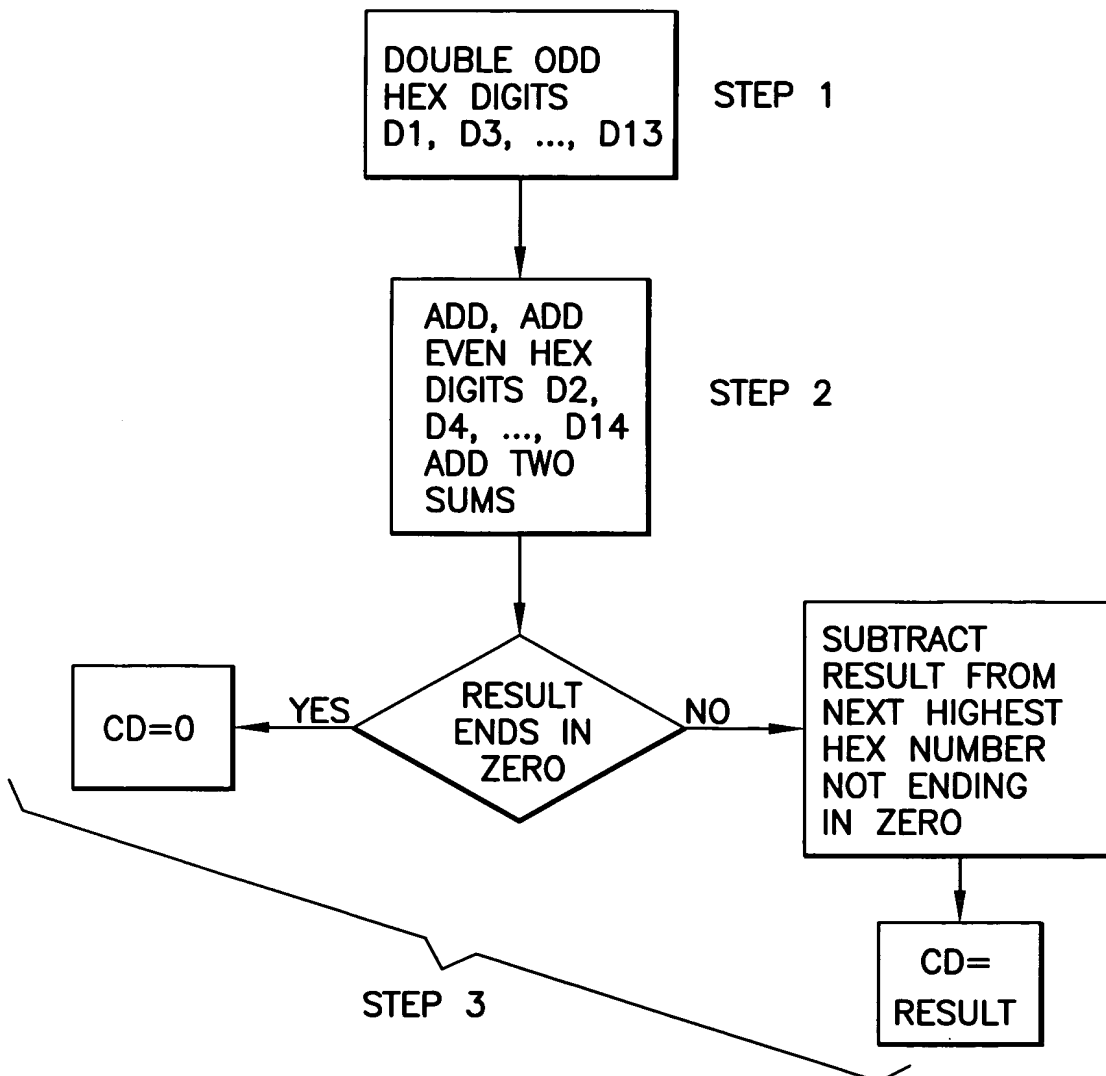 DOUBLE ODD
HEX DIGITS
D1, D3, ..., D13
STEP 1
ADD, ADD
EVEN HEX
DIGITS D2,
D4, ..., D14
ADD TWO
SUMS
STEP 2
RESULT
ENDS IN
ZERO
YES
CD=0
NO
SUBTRACT
RESULT FROM
NEXT HIGHEST
HEX NUMBER
NOT ENDING
IN ZERO
CD=
RESULT
STEP 3